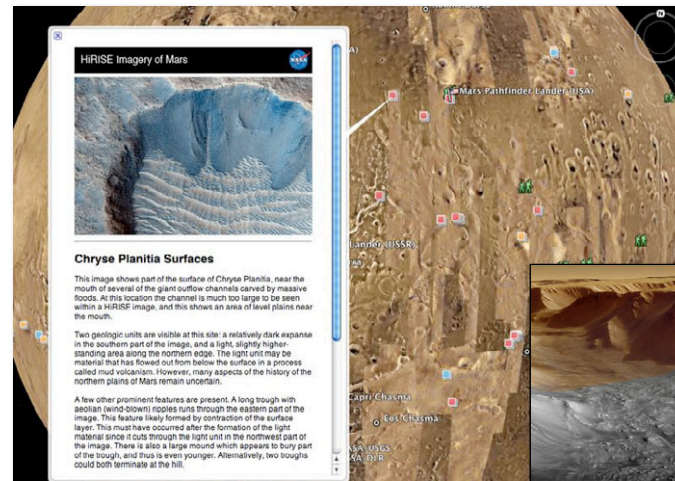 HiRISE Imagery of Mars
NASA
Chryse Planitia Surfaces
This image shows part of the surface of Chryse Planitia, near the
mouth of several of the giant outflow channels carved by massive
floods. At this location the channel is much too large to be seen
within a HiRISE image, and this shows an area of level plains near
the mouth.
Two geologic units are visible at this site: a relatively dark expanse
in the southern part of the image, and a light, slightly higher-
standing area along the northern edge. The light unit may be
material that has flowed out from below the surface in a process
called mud volcanism. However, many aspects of the history of the
northern plains of Mars remain uncertain.
A few other prominent features are present. A long trough with
aeolian (wind-blown) ripples runs through the eastern part of the
image. This feature likely formed by contraction of the surface
layer. This must have occurred after the formation of the light
material since it cuts through the light unit in the northwest part of
the image. There is also a large mound which appears to bury part
of the trough, and thus is even younger. Alternatively, two troughs
could both terminate at the hill.
N
Mars Pathfinder Lander (USA)
Lander (USSR)
Capri Chasma
Eos Chasma